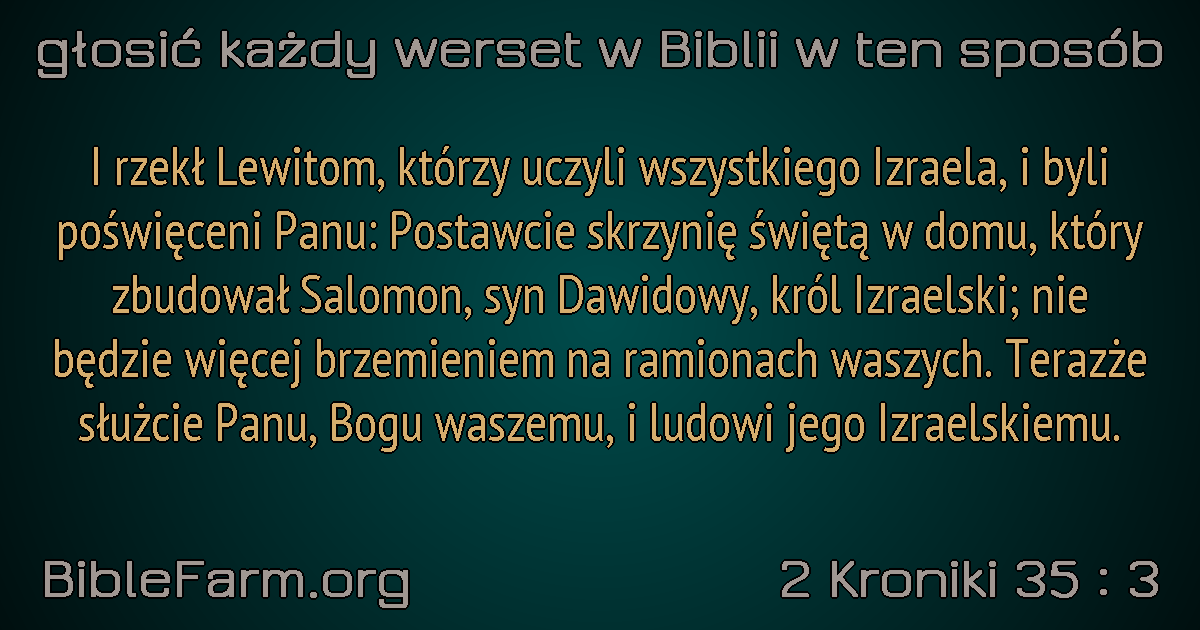 głosić każdy werset w Biblii w ten sposób
I rzekł Lewitom, którzy uczyli wszystkiego Izraela, i byli
poświęceni Panu: Postawcie skrzynię świętą w domu, który
zbudował Salomon, syn Dawidowy, król Izraelski; nie
będzie więcej brzemieniem na ramionach waszych. Terazże
służcie Panu, Bogu waszemu, i ludowi jego Izraelskiemu.
BibleFarm.org
2 Kroniki 35 : 3